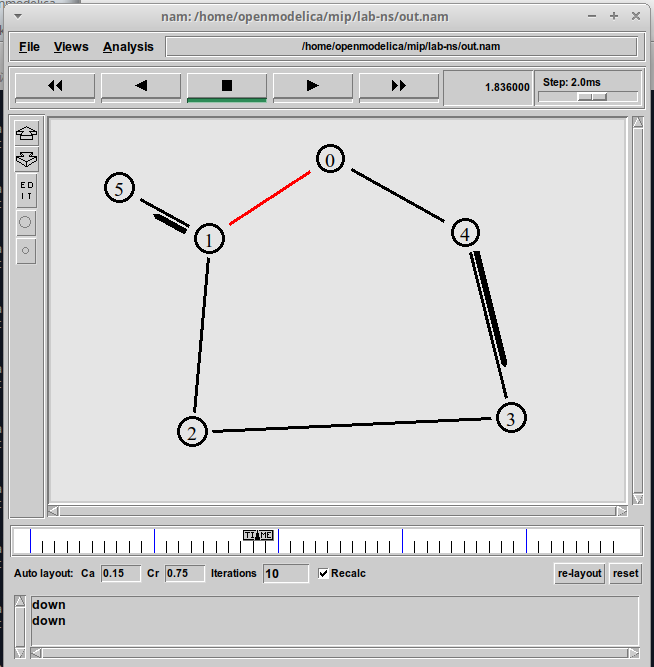 nam: /home/openmodelica/mip/lab-ns/out.nam
File Views Analysis /home/openmodelica/mip/lab-ns/out.nam
1.836000 Step: 2.0ms
ED
IT
0
5
1
4
2
3
TIME
Auto layout: Ca 0.15 Cr 0.75 Iterations 10 Recalc re-layout reset
down
down